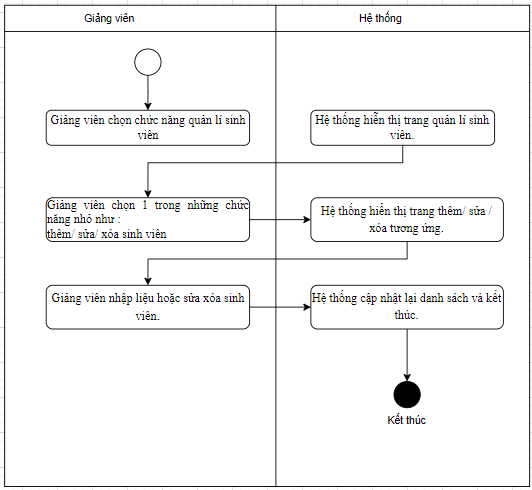 Giảng viên
Hệ thống
Giảng viên chọn chức năng quản lí sinh
viên
Hệ thống hiển thị trang quản lí sinh
viên.
Giảng viên chọn 1 trong những chức
năng nhỏ như :
thêm/ sửa/ xóa sinh viên
Hệ thống hiển thị trang thêm/ sửa /
xóa tương ứng.
Giảng viên nhập liệu hoặc sửa xóa sinh
viên.
Hệ thống cập nhật lại danh sách và kết
thúc.
Kết thúc